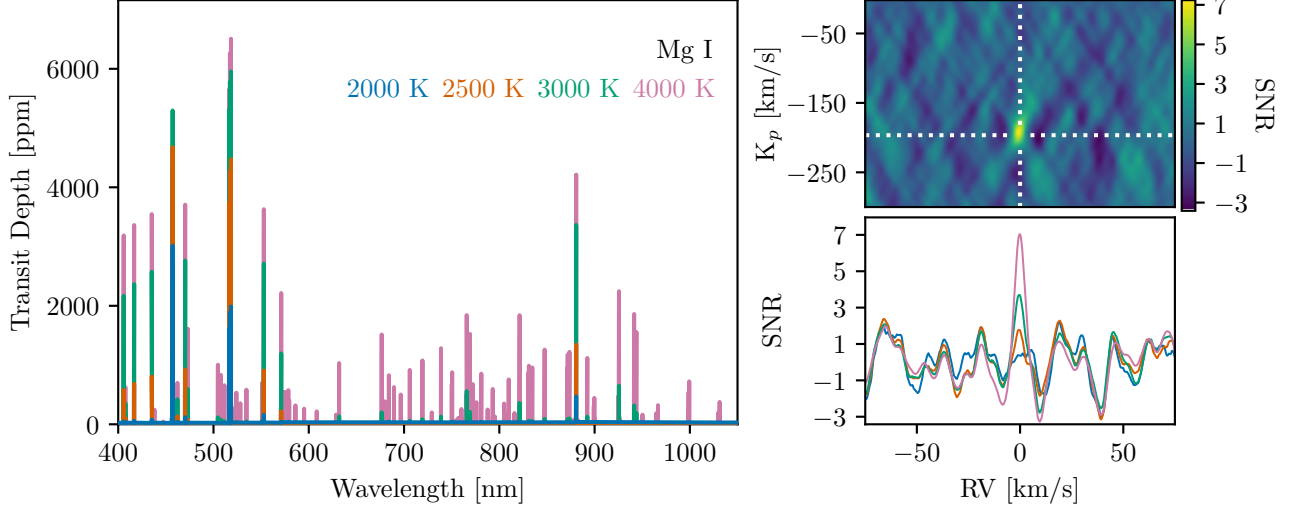 Mg I
2000 K 2500 K 3000 K 4000 K
Transit Depth [ppm]
6000
4000
2000
0
400 500 600 700 800 900 1000
Wavelength [nm]
K_p [km/s]
−50
−150
−250
7
5
3
1
−1
−3
SNR
SNR
7
5
3
1
−1
−3
−50 0 50
RV [km/s]